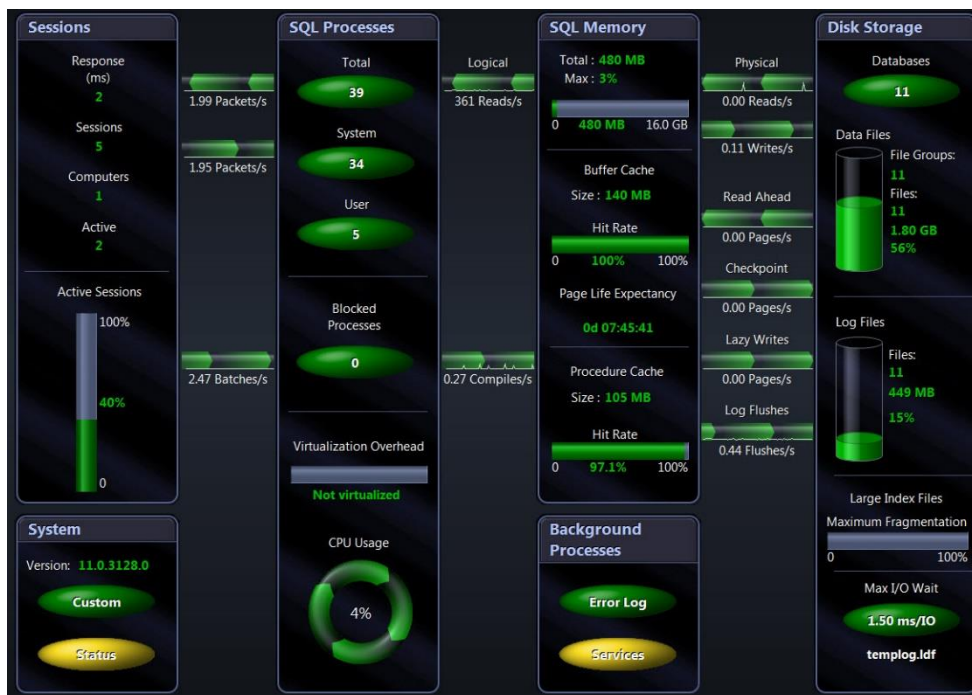 Sessions
Response
(ms)
2
Sessions
5
Computers
1
Active
2
Active Sessions
100%
40%
0
System
Version: 11.0.3128.0
Custom
Status
1.99 Packets/s
1.95 Packets/s
2.47 Batches/s
SQL Processes
Total
39
System
34
User
5
Blocked
Processes
0
Virtualization Overhead
Not virtualized
CPU Usage
4%
Logical
361 Reads/s
0.27 Compiles/s
SQL Memory
Total : 480 MB
Max : 3%
0 480 MB 16.0 GB
Buffer Cache
Size : 140 MB
Hit Rate
0 100% 100%
Page Life Expectancy
0d 07:45:41
Procedure Cache
Size : 105 MB
Hit Rate
0 97.1% 100%
Background
Processes
Error Log
Services
Physical
0.00 Reads/s
0.11 Writes/s
Read Ahead
0.00 Pages/s
Checkpoint
0.00 Pages/s
Lazy Writes
0.00 Pages/s
Log Flushes
0.44 Flushes/s
Disk Storage
Databases
11
Data Files
File Groups:
11
Files:
11
1.80 GB
56%
Log Files
Files:
11
449 MB
15%
Large Index Files
Maximum Fragmentation
0 100%
Max I/O Wait
1.50 ms/IO
templog.ldf